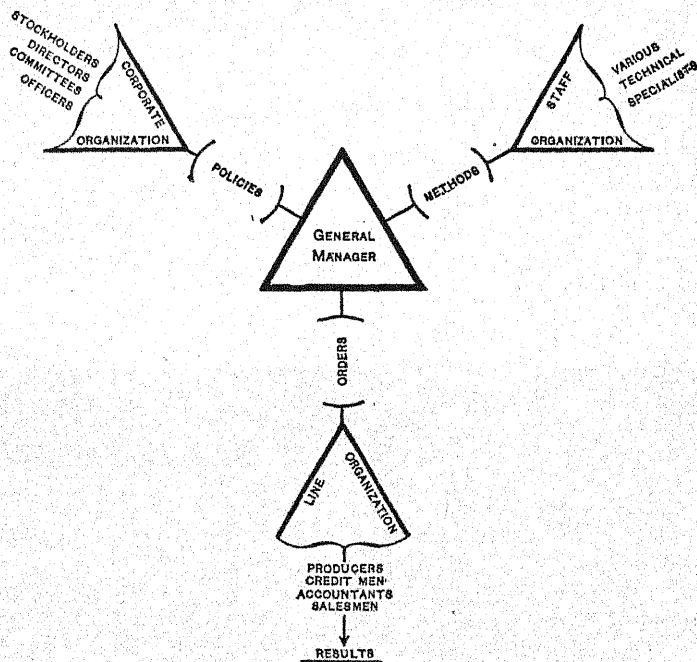 STOCKHOLDERS
DIRECTORS
COMMITTEES
OFFICERS
CORPORATE
ORGANIZATION
VARIOUS
TECHNICAL
SPECIALISTS
STAFF
ORGANIZATION
POLICIES
METHODS
GENERAL
MANAGER
ORDERS
LINE
ORGANIZATION
PRODUCERS
CREDIT MEN
ACCOUNTANTS
SALESMEN
RESULTS